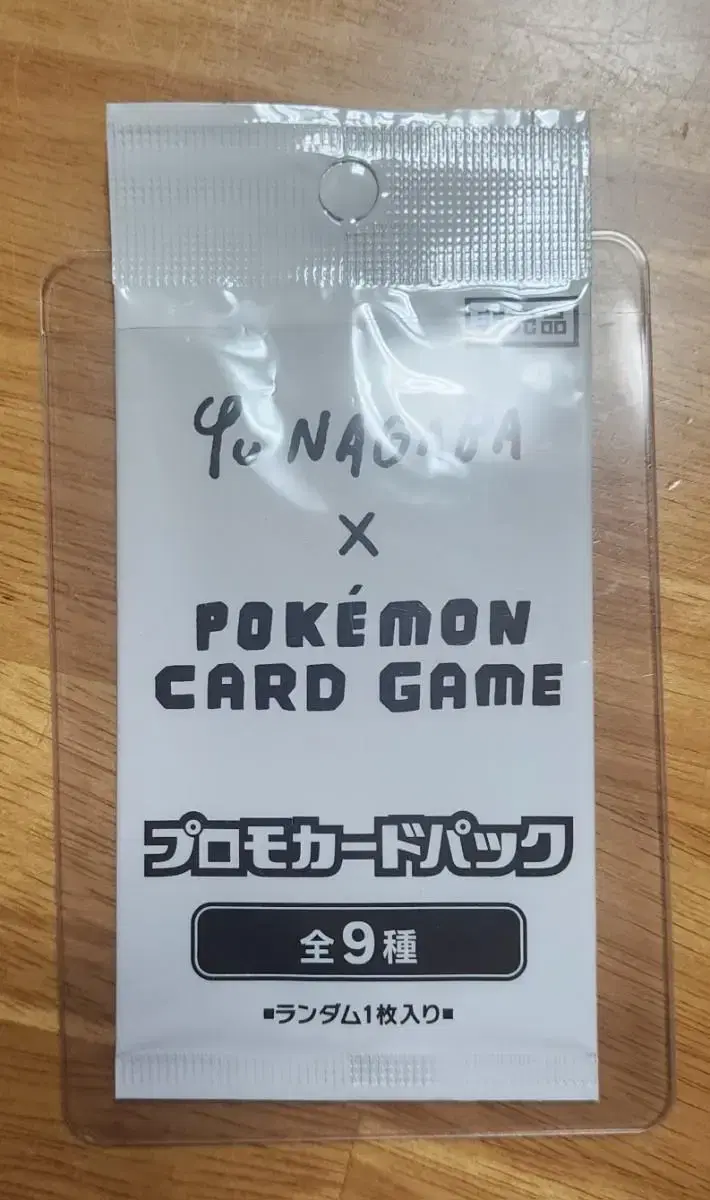 Yu NAGABA
×
POKÉMON
CARD GAME
プロモカードパック
全9種
■ランダム1枚入り■